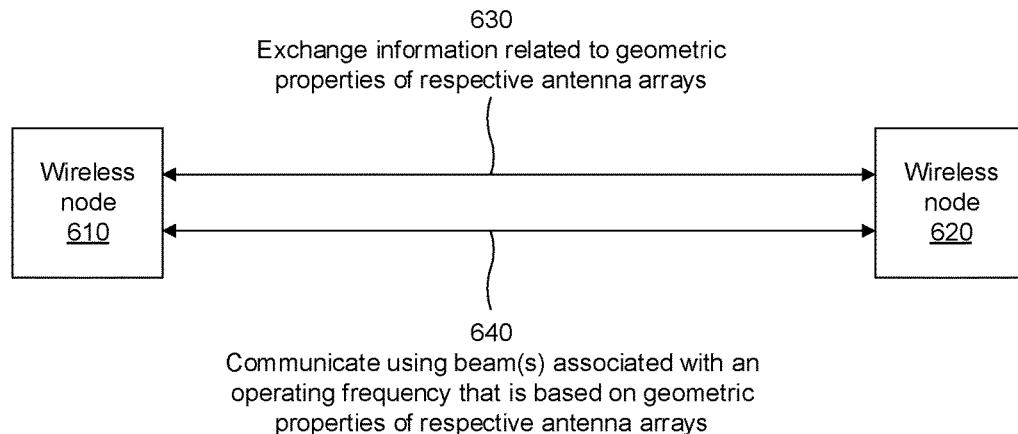 630
Exchange information related to geometric
properties of respective antenna arrays
Wireless
node
610
Wireless
node
620
640
Communicate using beam(s) associated with an
operating frequency that is based on geometric
properties of respective antenna arrays